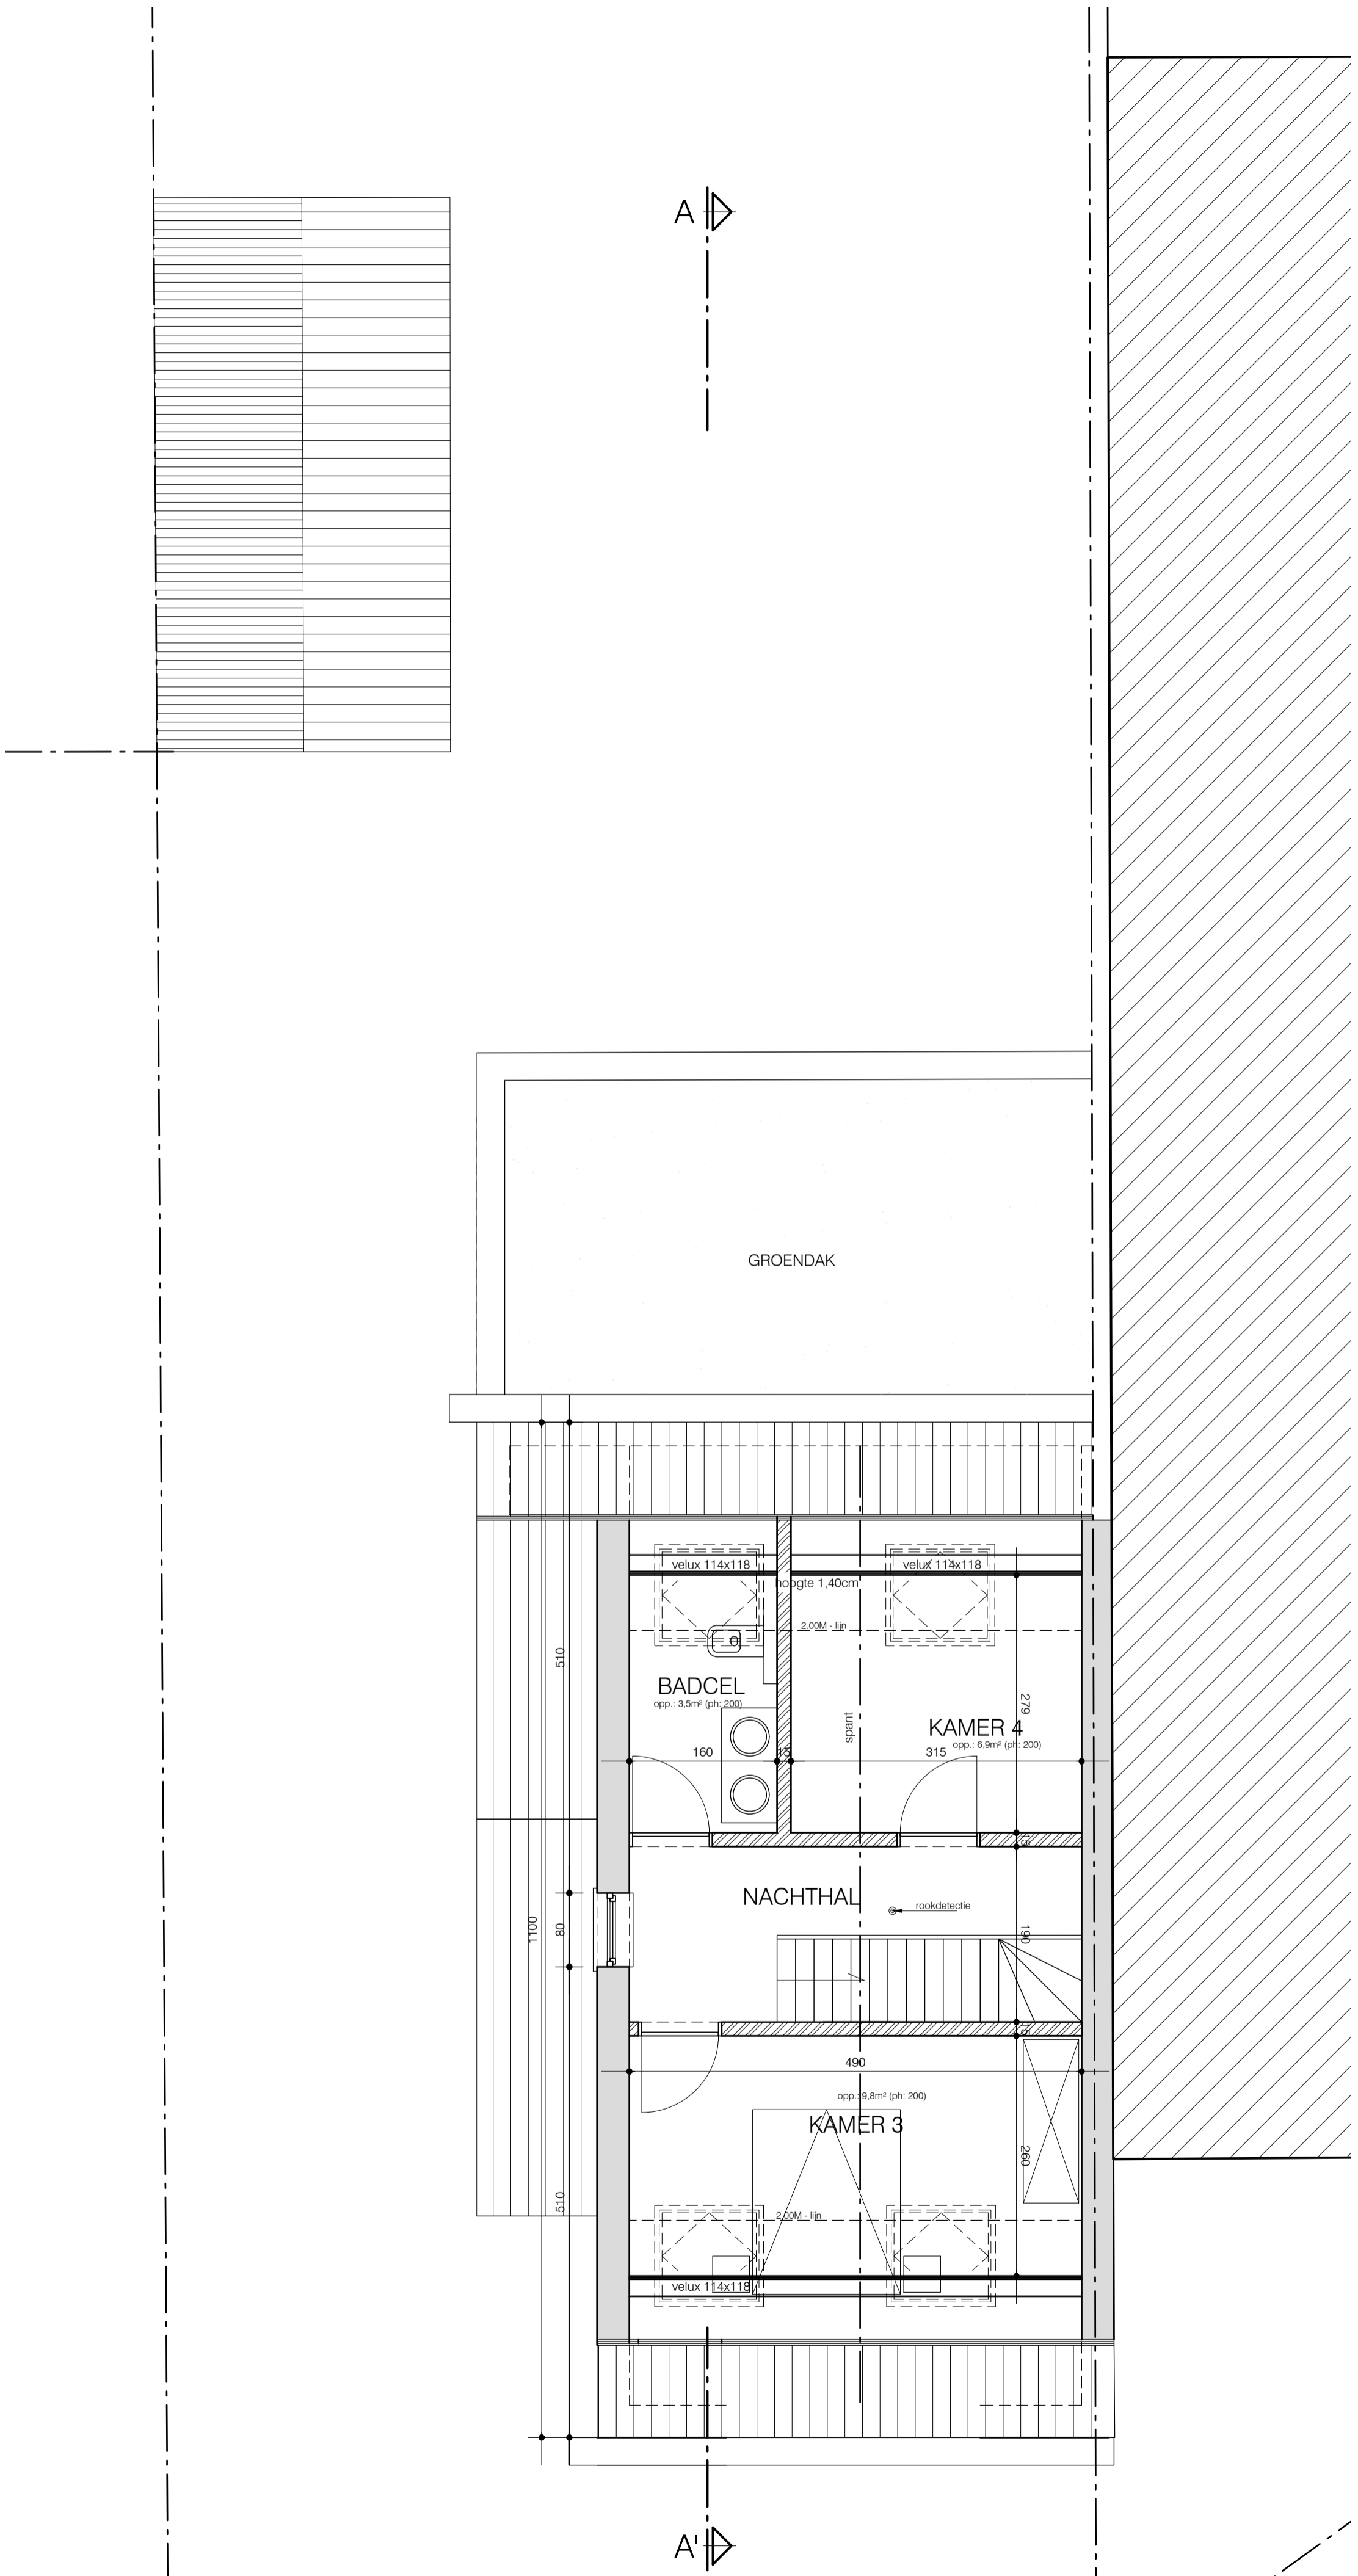 A
GROENDAK
velux 114x118
velux 114x118
hoogte 1,40cm
2,00M - lijn
510
BADCEL
opp.: 3,5m² (ph: 200)
279
spant
KAMER 4
opp.: 6,9m² (ph: 200)
160
15
315
15
NACHTHAL
rookdetectie
1100
80
190
15
490
opp.: 9,8m² (ph: 200)
KAMER 3
260
510
2,00M - lijn
velux 114x118
A'